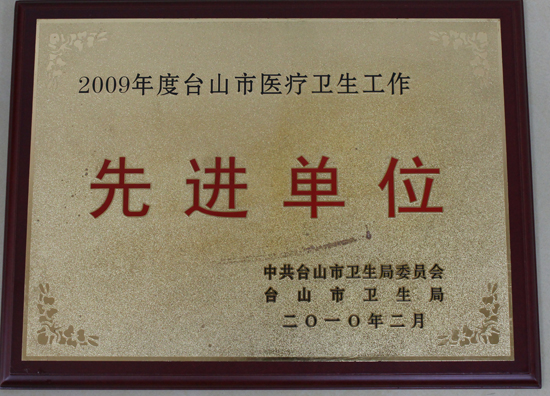 2009年度台山市医疗卫生工作
先进单位
中共台山市卫生局委员会
台山市卫生局
二〇一〇年二月